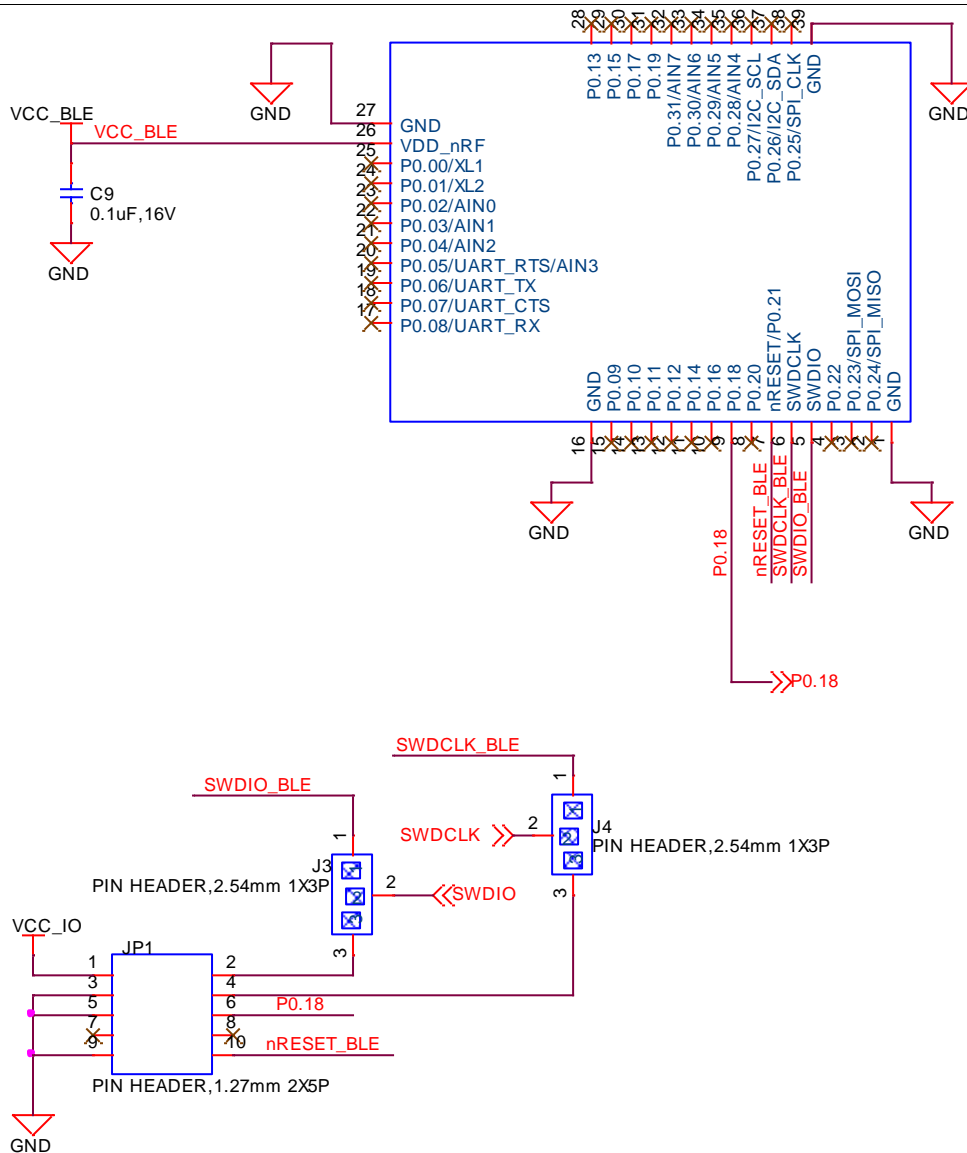 28
29
30
31
32
33
34
35
36
37
38
39
P0.13
P0.15
P0.17
P0.19
P0.31/AIN7
P0.30/AIN6
P0.29/AIN5
P0.28/AIN4
P0.27/I2C_SCL
P0.26/I2C_SDA
P0.25/SPI_CLK
GND
GND
GND
VCC_BLE
VCC_BLE
27
GND
26
VDD_nRF
25
P0.00/XL1
24
P0.01/XL2
23
P0.02/AIN0
22
P0.03/AIN1
21
P0.04/AIN2
20
P0.05/UART_RTS/AIN3
19
P0.06/UART_TX
18
P0.07/UART_CTS
17
P0.08/UART_RX
C9
0.1uF,16V
GND
GND
P0.09
P0.10
P0.11
P0.12
P0.14
P0.16
P0.18
P0.20
nRESET/P0.21
SWDCLK
SWDIO
P0.22
P0.23/SPI_MOSI
P0.24/SPI_MISO
GND
16
15
14
13
12
11
10
9
8
7
6
5
4
3
2
1
GND
GND
P0.18
nRESET_BLE
SWDCLK_BLE
SWDIO_BLE
P0.18
SWDCLK_BLE
1
SWDIO_BLE
1
SWDCLK
2
J4
PIN HEADER,2.54mm 1X3P
3
J3
PIN HEADER,2.54mm 1X3P
2
SWDIO
3
VCC_IO
JP1
1
2
3
4
5
6
P0.18
7
8
9
10
nRESET_BLE
PIN HEADER,1.27mm 2X5P
GND